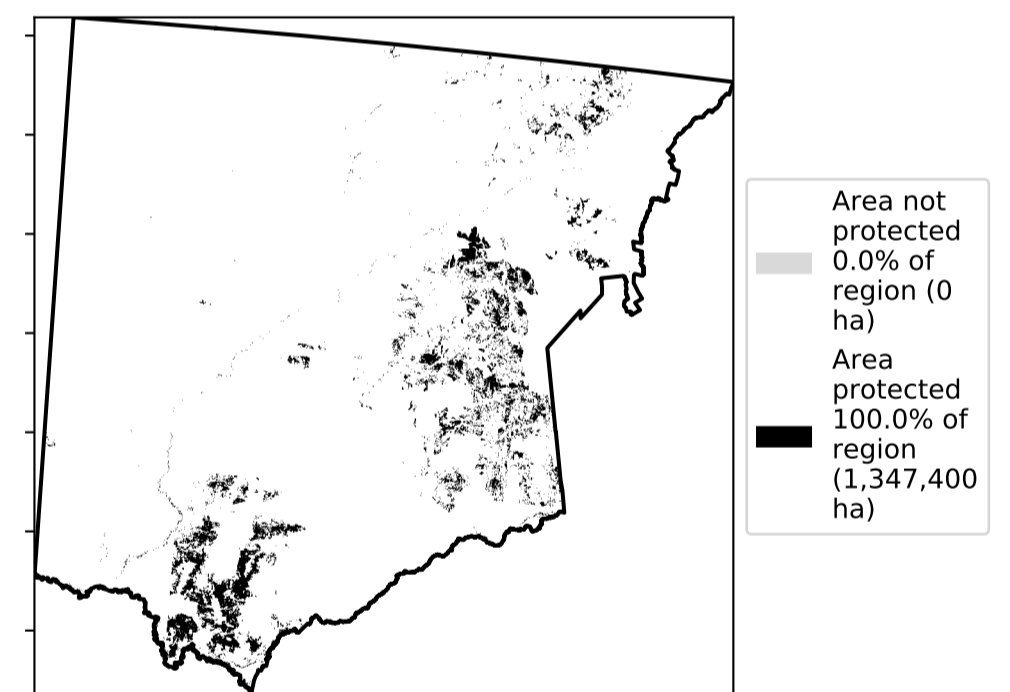 Area not
protected
0.0% of
region (0
ha)
Area
protected
100.0% of
region
(1,347,400
ha)